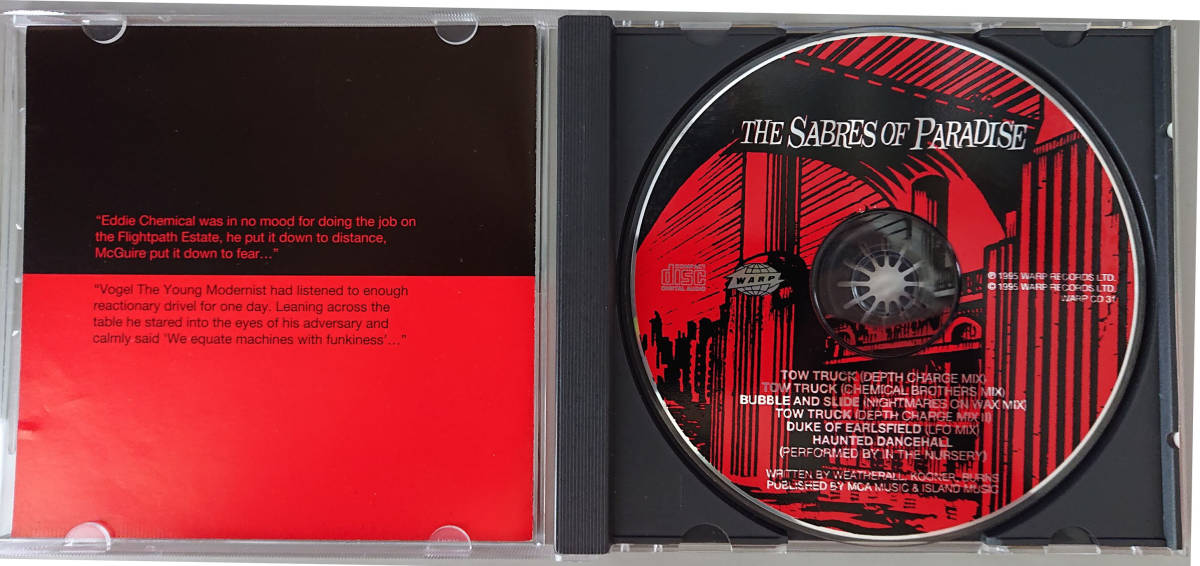 “Eddie Chemical was in no mood for doing the job on
the Flightpath Estate, he put it down to distance,
McGuire put it down to fear...”
“Vogel The Young Modernist had listened to enough
reactionary drivel for one day. Leaning across the
table he stared into the eyes of his adversary and
calmly said ‘We equate machines with funkiness’...”
THE SABRES OF PARADISE
COMPACT
disc
DIGITAL AUDIO
WARP
℗ 1995 WARP RECORDS LTD.
© 1995 WARP RECORDS LTD.
WARP CD 31
TOW TRUCK (DEPTH CHARGE MIX)
TOW TRUCK (CHEMICAL BROTHERS MIX)
BUBBLE AND SLIDE (NIGHTMARES ON WAX MIX)
TOW TRUCK (DEPTH CHARGE MIX II)
DUKE OF EARLSFIELD (LFO MIX)
HAUNTED DANCEHALL
(PERFORMED BY IN THE NURSERY)
WRITTEN BY WEATHERALL, KOONER, BURNS
PUBLISHED BY MCA MUSIC & ISLAND MUSIC